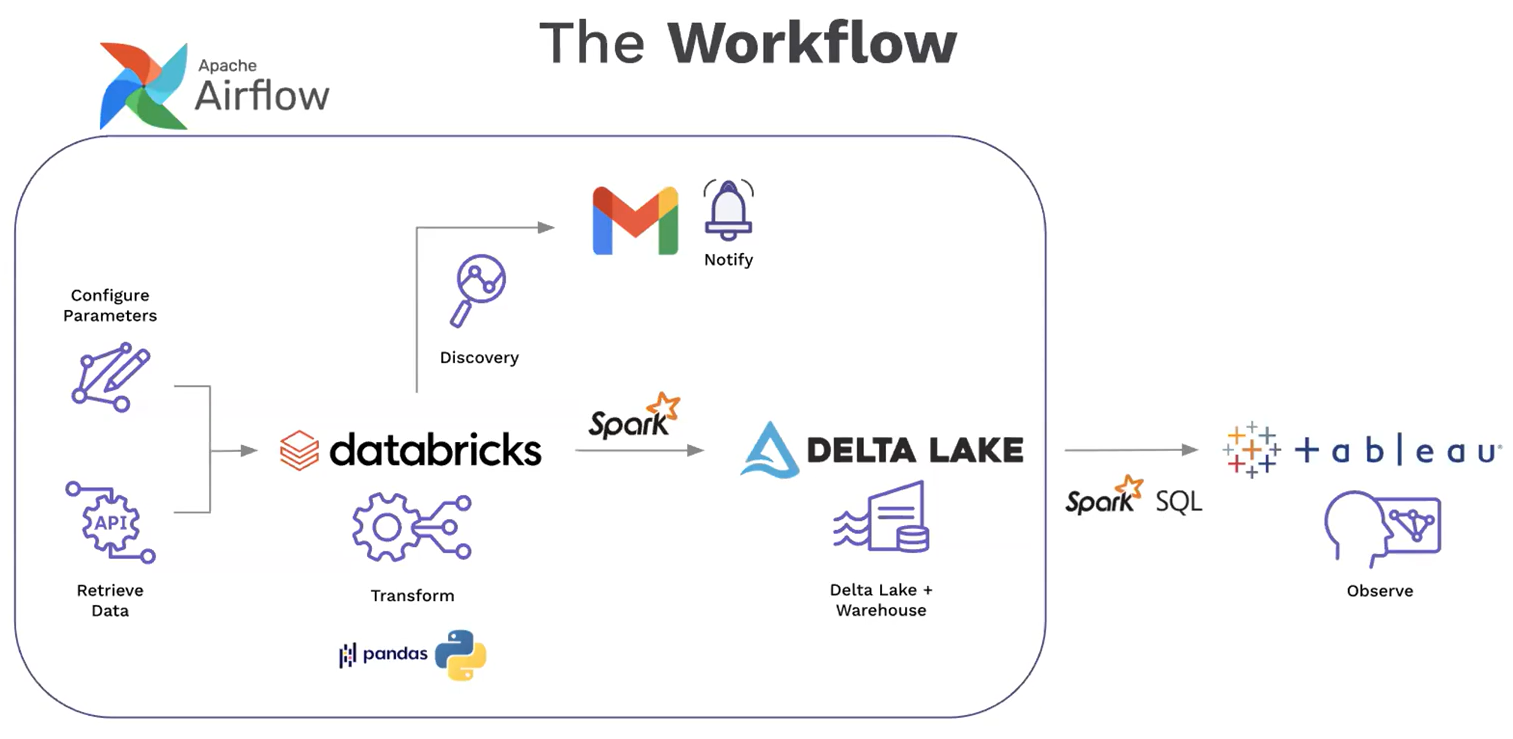 The Workflow
Apache
Airflow
Notify
Configure
Parameters
Discovery
Spark
databricks
DELTA LAKE
+ableau
API
Spark SQL
Retrieve
Data
Transform
Delta Lake +
Warehouse
Observe
pandas